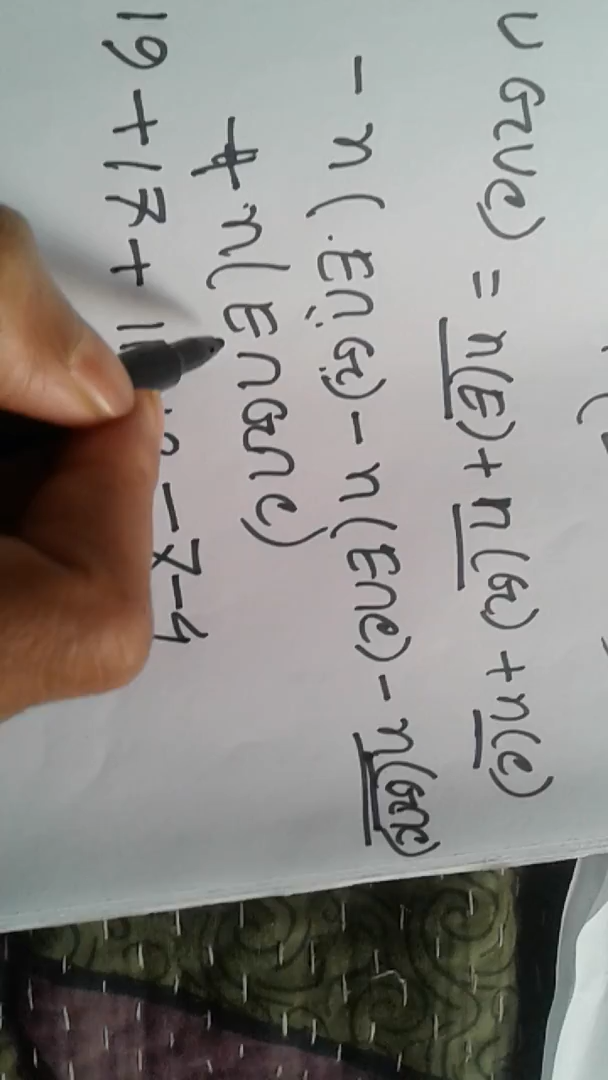 ∪ G ∪ C) = n(E) + n(G) + n(C)
- n(E∩G) - n(E∩C) - n(G∩C)
+ n(E∩G∩C)
19 + 17 + 1 - 7 - 4